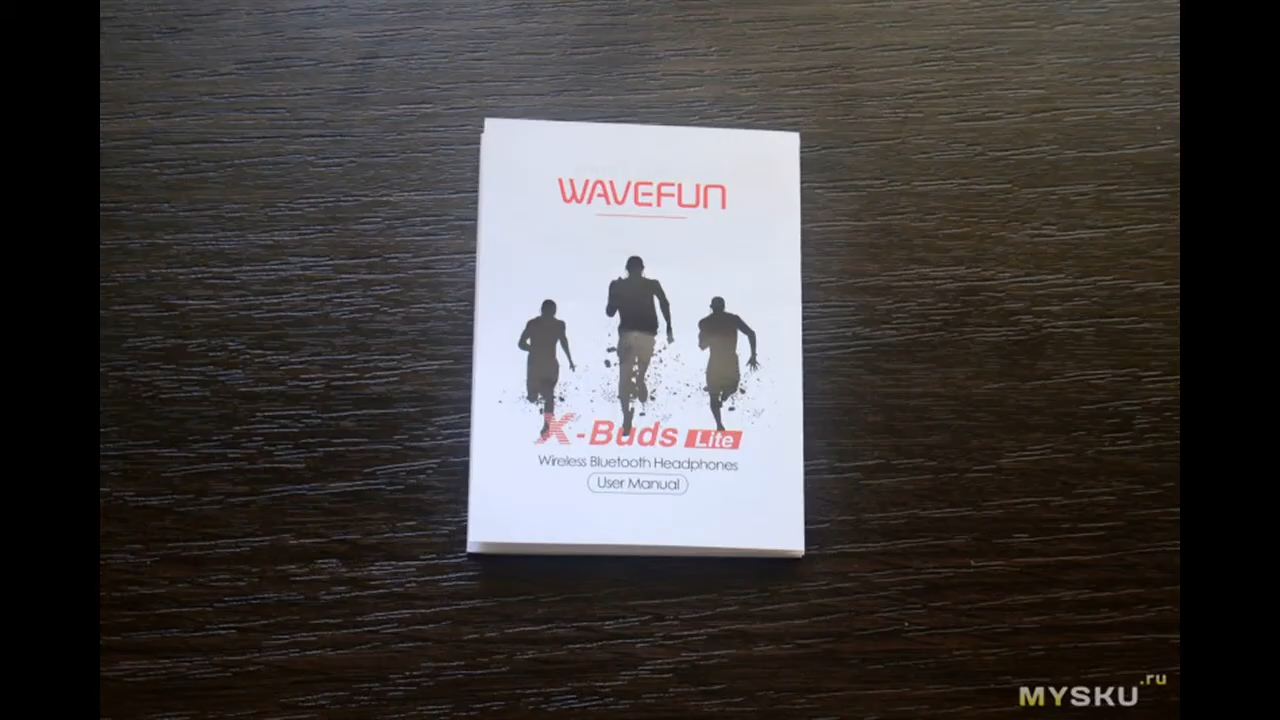 WAVEFUN
X-Buds Lite
Wireless Bluetooth Headphones
User Manual
MYSKU.ru